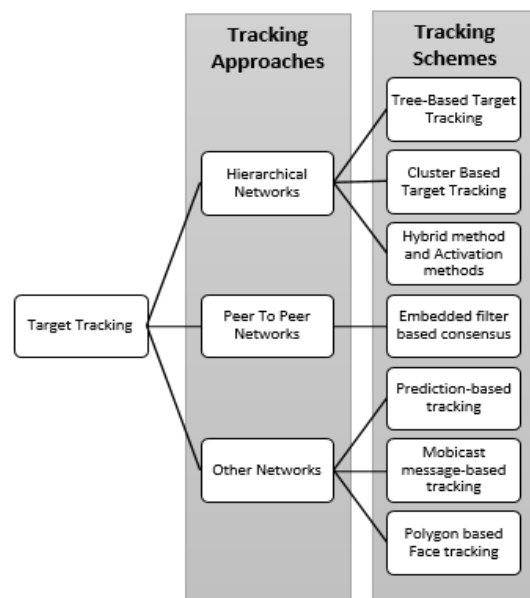 Tracking
Approaches
Tracking
Schemes
Tree-Based Target
Tracking
Hierarchical
Networks
Cluster Based
Target Tracking
Hybrid method
and Activation
methods
Target Tracking
Peer To Peer
Networks
Embedded filter
based consensus
Prediction-based
tracking
Other Networks
Mobicast
message-based
tracking
Polygon based
Face tracking